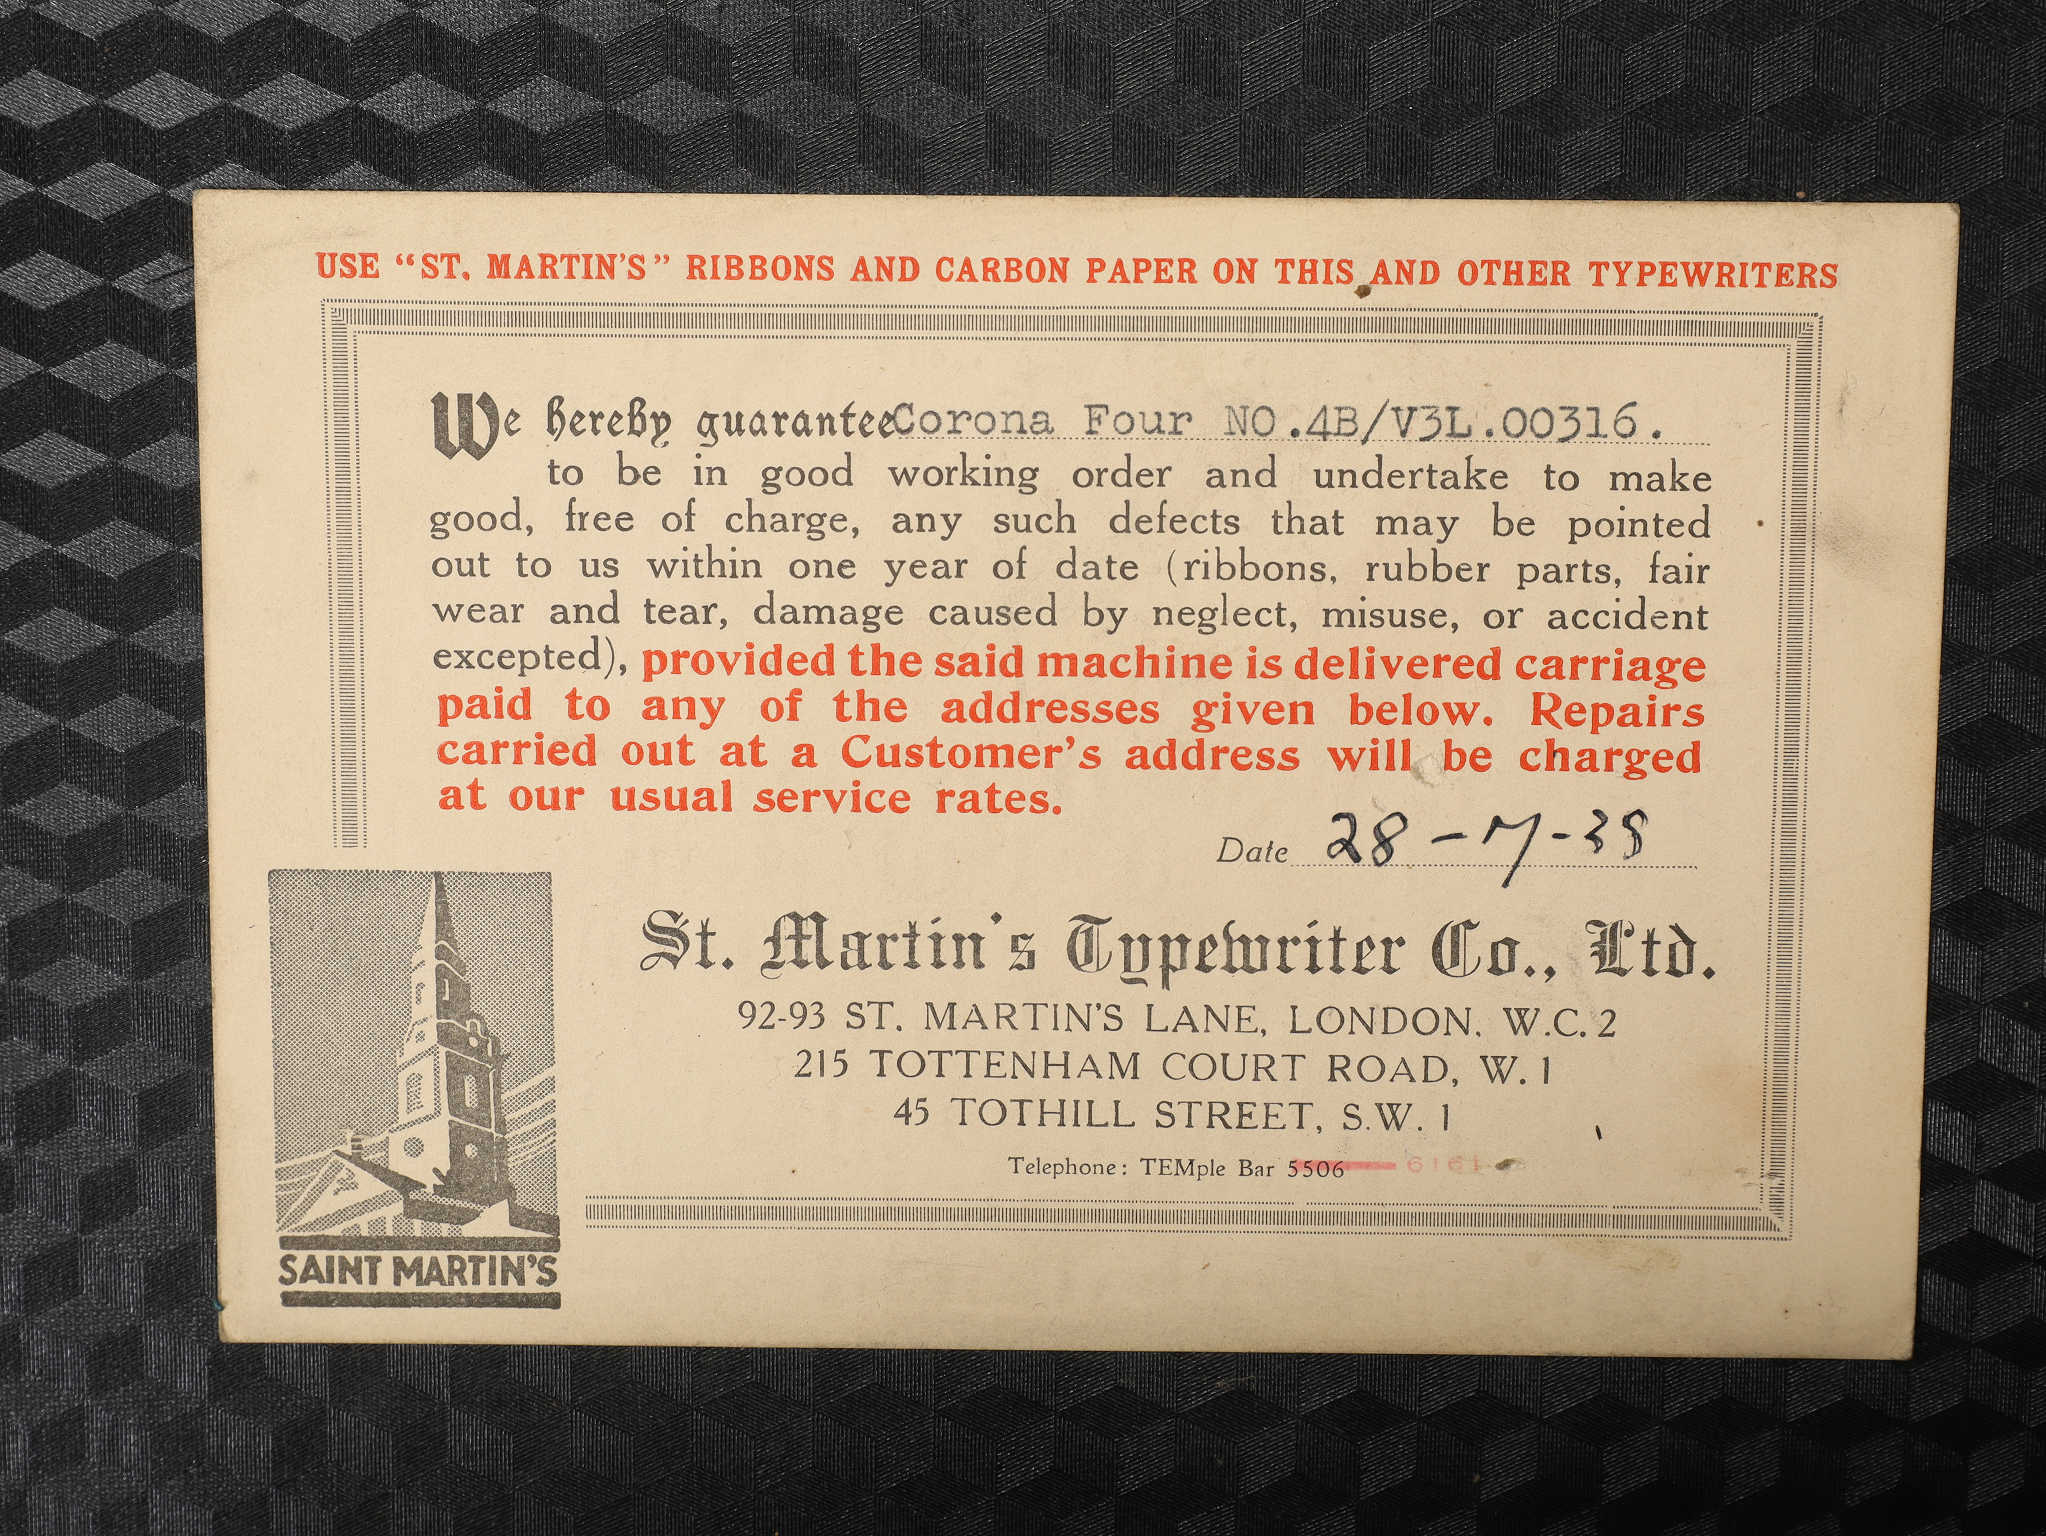 USE “ST. MARTIN'S” RIBBONS AND CARBON PAPER ON THIS AND OTHER TYPEWRITERS
We hereby guarantee Corona Four NO.4B/V3L.00316.
to be in good working order and undertake to make
good, free of charge, any such defects that may be pointed
out to us within one year of date (ribbons, rubber parts, fair
wear and tear, damage caused by neglect, misuse, or accident
excepted), provided the said machine is delivered carriage
paid to any of the addresses given below. Repairs
carried out at a Customer's address will be charged
at our usual service rates.
Date 28-7-38
St. Martin's Typewriter Co., Ltd.
92-93 ST. MARTIN'S LANE, LONDON. W.C. 2
215 TOTTENHAM COURT ROAD, W. 1
45 TOTHILL STREET, S.W. 1
Telephone: TEMple Bar 5506
SAINT MARTIN'S